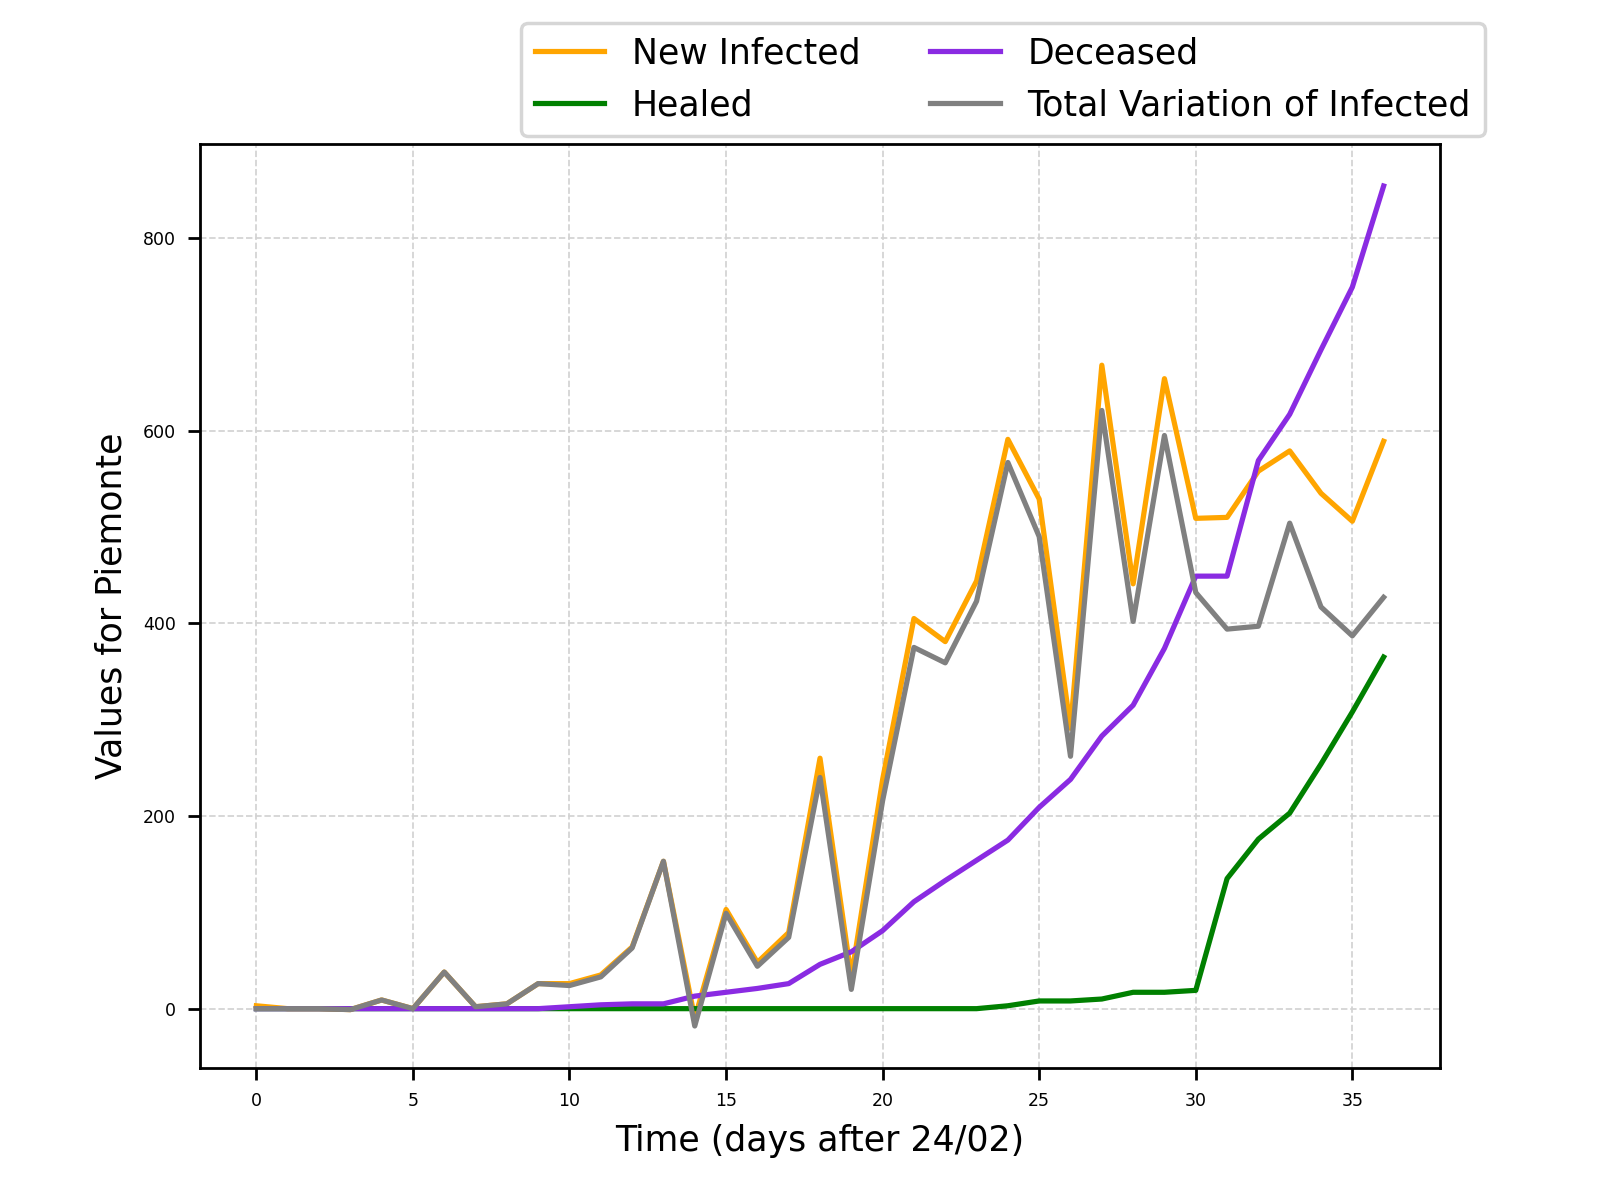 New Infected
Healed
Deceased
Total Variation of Infected
800
600
400
200
0
Values for Piemonte
0 5 10 15 20 25 30 35
Time (days after 24/02)